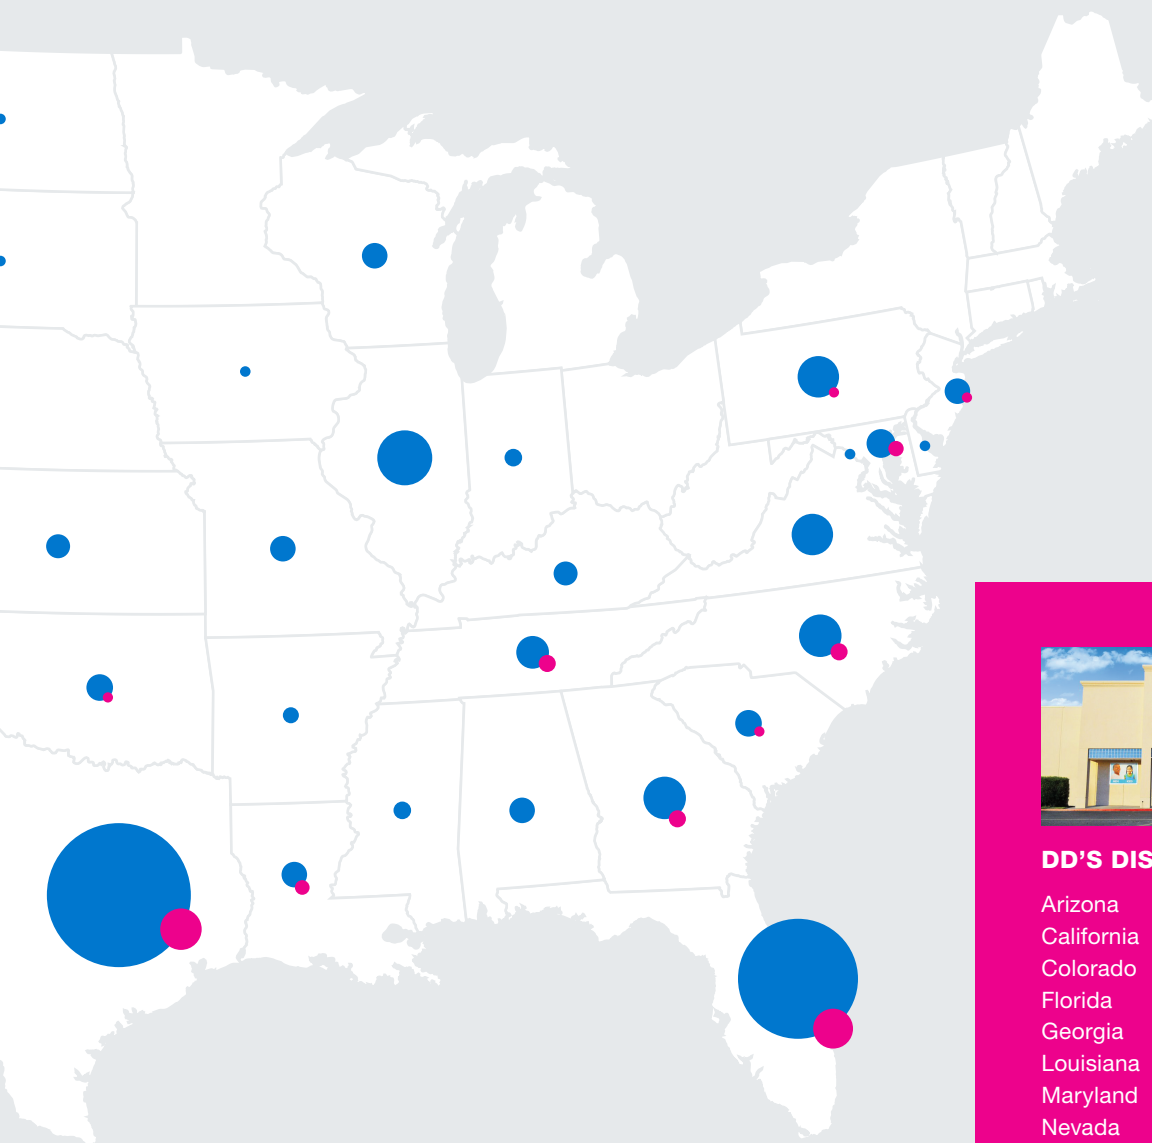 DD’S DIS
Arizona
California
Colorado
Florida
Georgia
Louisiana
Maryland
Nevada